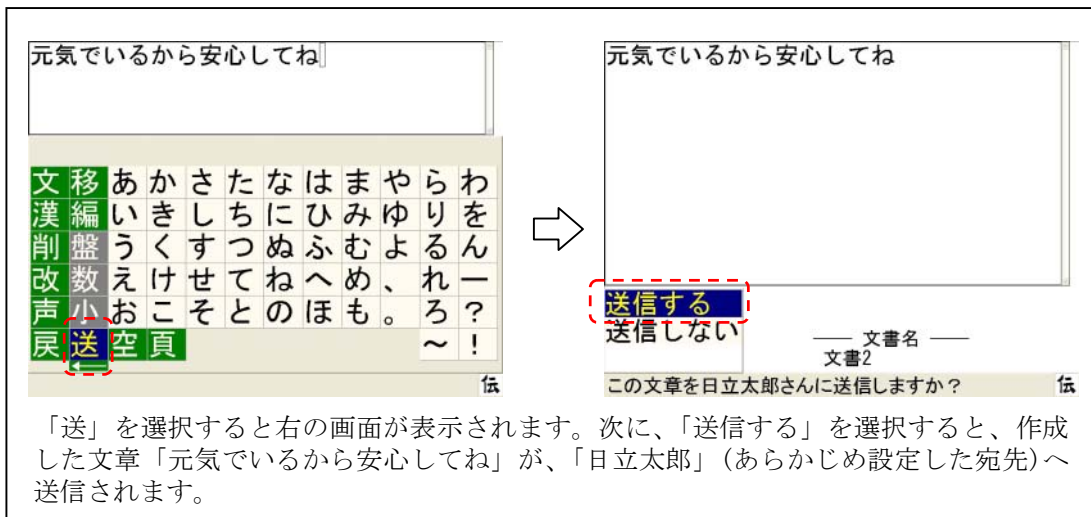 元気でいるから安心してね
文移あかさたなはまやらわ
漢編いきしちにひみゆりを
削盤うくすつぬふむよるん
改数えけせてねへめ、れー
声小おこそとのほも。ろ?
戻送空頁~!
伝
元気でいるから安心してね
送信する
送信しない
文書名
文書2
この文章を日立太郎さんに送信しますか?
伝
「送」を選択すると右の画面が表示されます。次に、「送信する」を選択すると、作成
した文章「元気でいるから安心してね」が、「日立太郎」(あらかじめ設定した宛先)へ
送信されます。